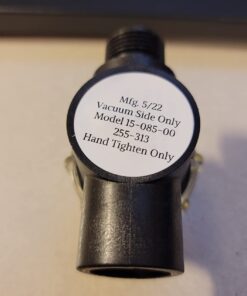 Mfg. 5/22
Vacuum Side Only
Model 15-085-00
255-313
Hand Tighten Only